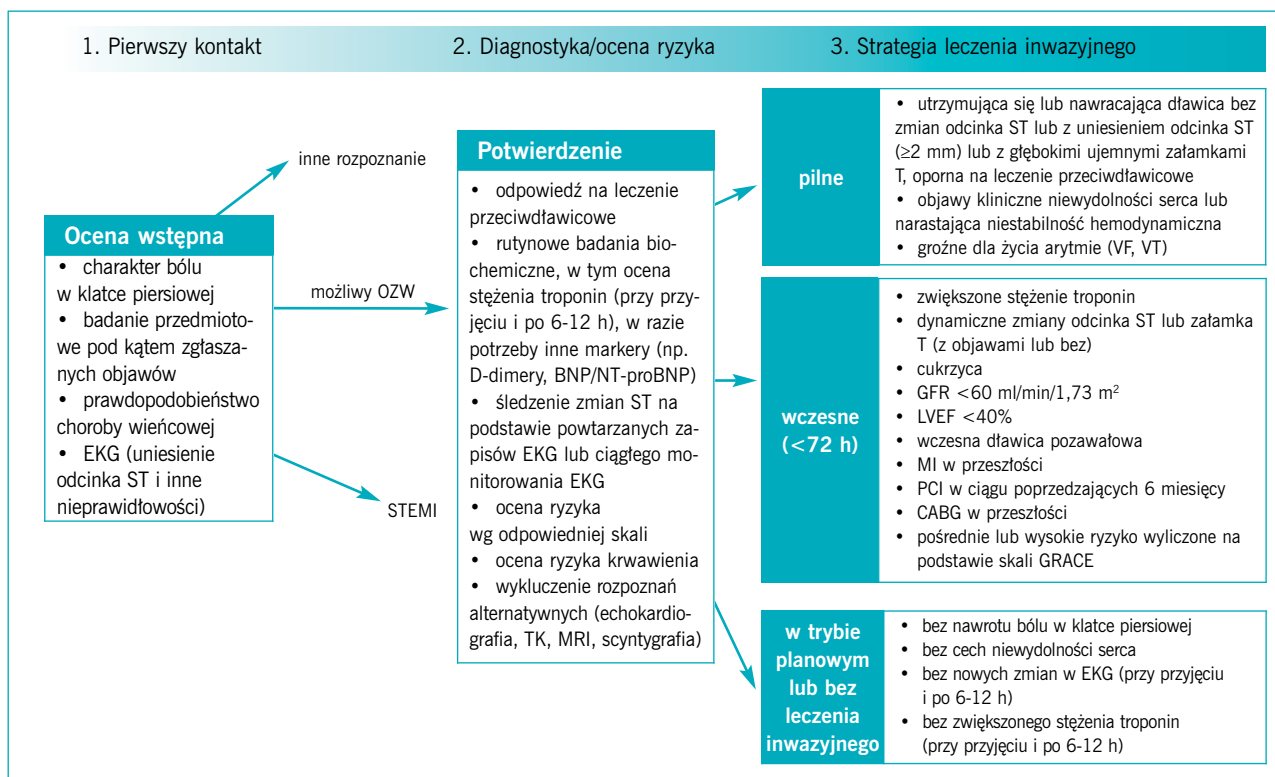 1. Pierwszy kontakt
2. Diagnostyka/ocena ryzyka
3. Strategia leczenia inwazyjnego
Ocena wstępna
• charakter bólu
w klatce piersiowej
• badanie przedmioto-
we pod kątem zgłasza-
nych objawów
• prawdopodobieństwo
choroby wieńcowej
• EKG (uniesienie
odcinka ST i inne
nieprawidłowości)
inne rozpoznanie
możliwy OZW
STEMI
Potwierdzenie
• odpowiedź na leczenie
przeciwdławicowe
• rutynowe badania bio-
chemiczne, w tym ocena
stężenia troponin (przy przy-
jęciu i po 6-12 h), w razie
potrzeby inne markery (np.
D-dimery, BNP/NT-proBNP)
• śledzenie zmian ST na
podstawie powtarzanych za-
pisów EKG lub ciągłego mo-
nitorowania EKG
• ocena ryzyka
wg odpowiedniej skali
• ocena ryzyka krwawienia
• wykluczenie rozpoznań
alternatywnych (echokardio-
grafia, TK, MRI, scyntygrafia)
pilne
• utrzymująca się lub nawracająca dławica bez
zmian odcinka ST lub z uniesieniem odcinka ST
(≥2 mm) lub z głębokimi ujemnymi załamkami
T, oporna na leczenie przeciwdławicowe
• objawy kliniczne niewydolności serca lub
narastająca niestabilność hemodynamiczna
• groźne dla życia arytmie (VF, VT)
wczesne
(<72 h)
• zwiększone stężenie troponin
• dynamiczne zmiany odcinka ST lub załamka
T (z objawami lub bez)
• cukrzyca
• GFR <60 ml/min/1,73 m²
• LVEF <40%
• wczesna dławica pozawałowa
• MI w przeszłości
• PCI w ciągu poprzedzających 6 miesięcy
• CABG w przeszłości
• pośrednie lub wysokie ryzyko wyliczone na
podstawie skali GRACE
w trybie
planowym
lub bez
leczenia
inwazyjnego
• bez nawrotu bólu w klatce piersiowej
• bez cech niewydolności serca
• bez nowych zmian w EKG (przy przyjęciu
i po 6-12 h)
• bez zwiększonego stężenia troponin
(przy przyjęciu i po 6-12 h)